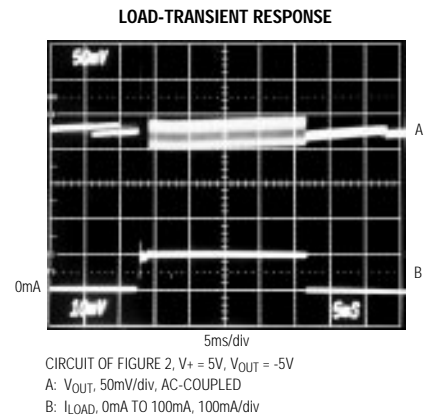 LOAD-TRANSIENT RESPONSE
50mV
A
B
0mA
10mV
5mS
5ms/div
CIRCUIT OF FIGURE 2, V+ = 5V, VOUT = -5V
A: VOUT, 50mV/div, AC-COUPLED
B: ILOAD, 0mA TO 100mA, 100mA/div